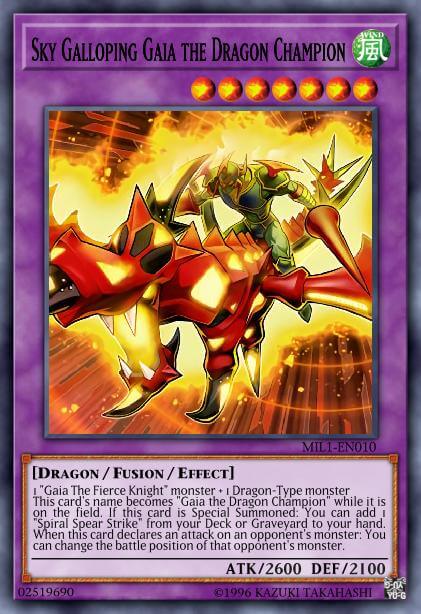 Sky Galloping Gaia the Dragon Champion
WIND
風
MIL1-EN010
[Dragon / Fusion / Effect]
1 "Gaia The Fierce Knight" monster + 1 Dragon-Type monster
This card's name becomes "Gaia the Dragon Champion" while it is
on the field. If this card is Special Summoned: You can add 1
"Spiral Spear Strike" from your Deck or Graveyard to your hand.
When this card declares an attack on an opponent's monster: You
can change the battle position of that opponent's monster.
ATK/2600 DEF/2100
02519690
©1996 KAZUKI TAKAHASHI